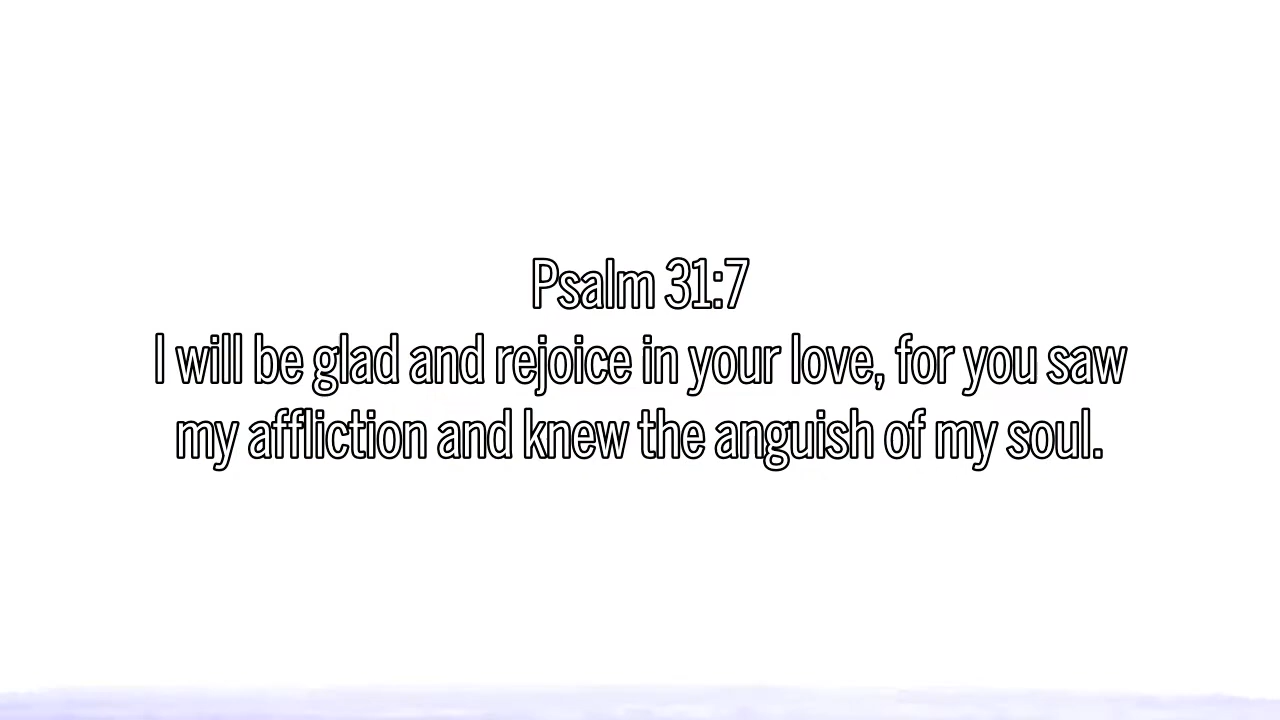 Psalm 31:7
I will be glad and rejoice in your love, for you saw
my affliction and knew the anguish of my soul.